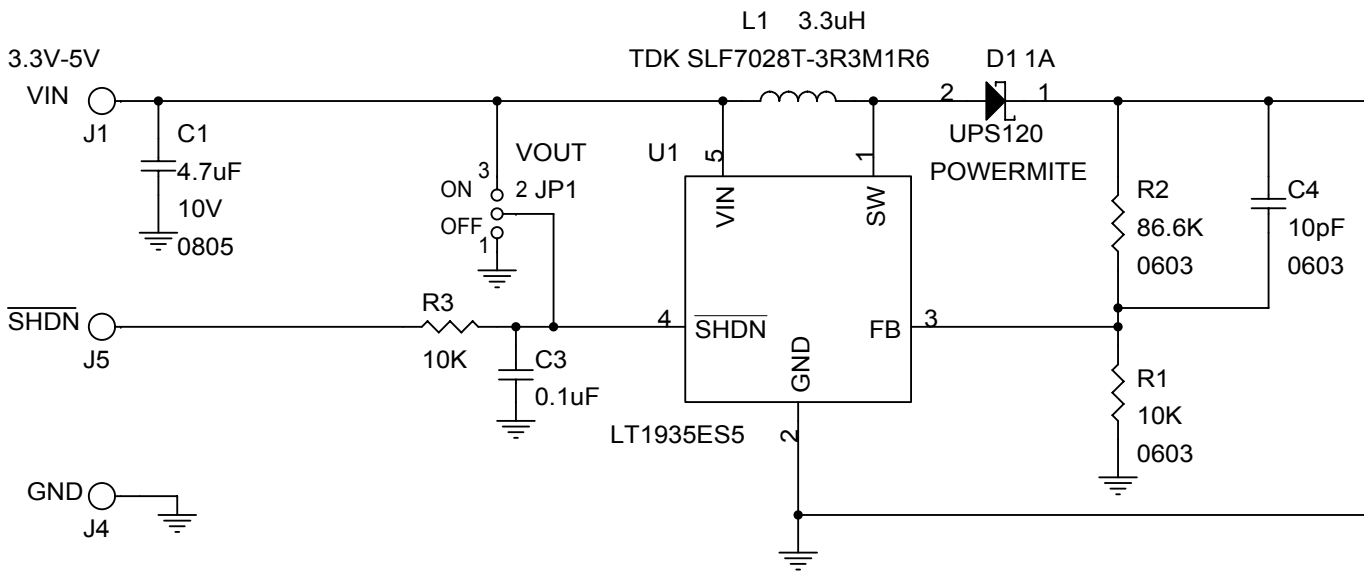 L1 3.3uH
3.3V-5V
TDK SLF7028T-3R3M1R6
D1 1A
VIN
2
1
J1
C1
4.7uF
10V
0805
VOUT
3
ON
2 JP1
OFF
1
U1
5
1
UPS120
POWERMITE
VIN
SW
R2
86.6K
0603
C4
10pF
0603
SHDN
J5
R3
10K
C3
0.1uF
4
SHDN
FB
3
GND
R1
10K
0603
LT1935ES5
2
GND
J4